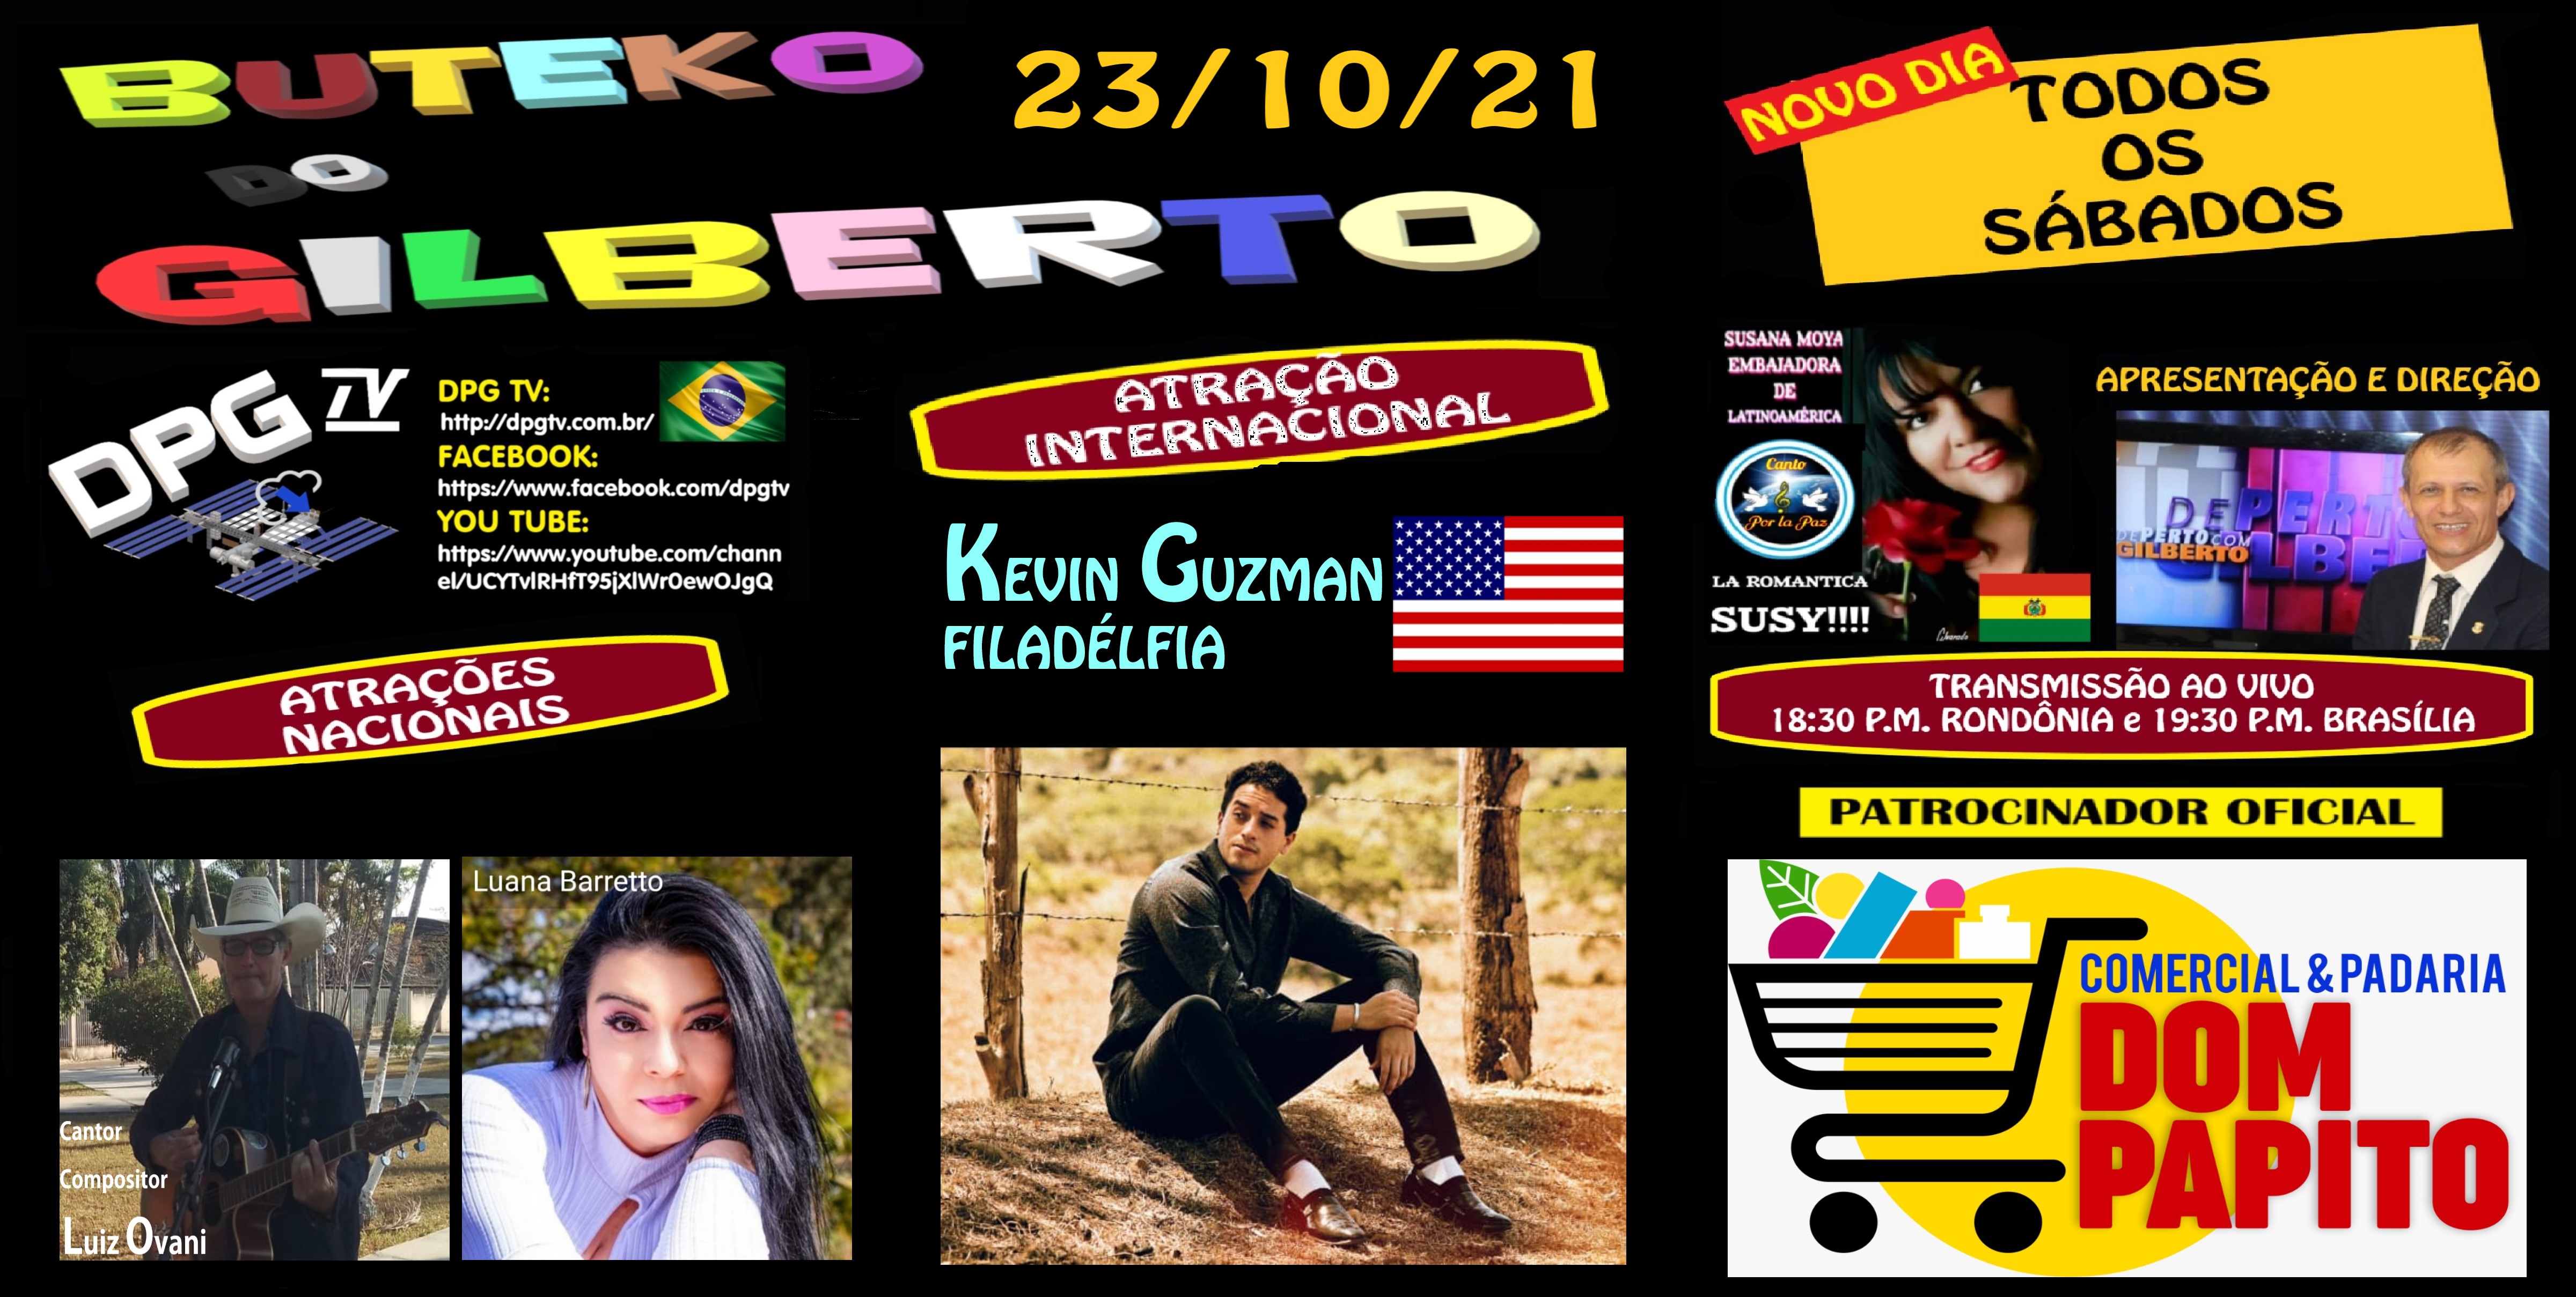 BUTEKO
DO
GILBERTO
23/10/21
NOVO DIA
TODOS
OS
SÁBADOS
DPG TV
DPG TV:
http://dpgtv.com.br/
FACEBOOK:
https://www.facebook.com/dpgtv
YOU TUBE:
https://www.youtube.com/chann
el/UCYTvlRHfT95jXlWr0ewOJgQ
ATRAÇÕES
NACIONAIS
Cantor
Compositor
Luiz Ovani
Luana Barretto
ATRAÇÃO
INTERNACIONAL
KEVIN GUZMAN
FILADÉLFIA
SUSANA MOYA
EMBAJADORA
DE
LATINOAMÉRICA
Canto
Por la Paz
LA ROMANTICA
SUSY!!!!
APRESENTAÇÃO E DIREÇÃO
DE PERTO COM
GILBERTO
TRANSMISSÃO AO VIVO
18:30 P.M. RONDÔNIA e 19:30 P.M. BRASÍLIA
PATROCINADOR OFICIAL
COMERCIAL & PADARIA
DOM
PAPITO